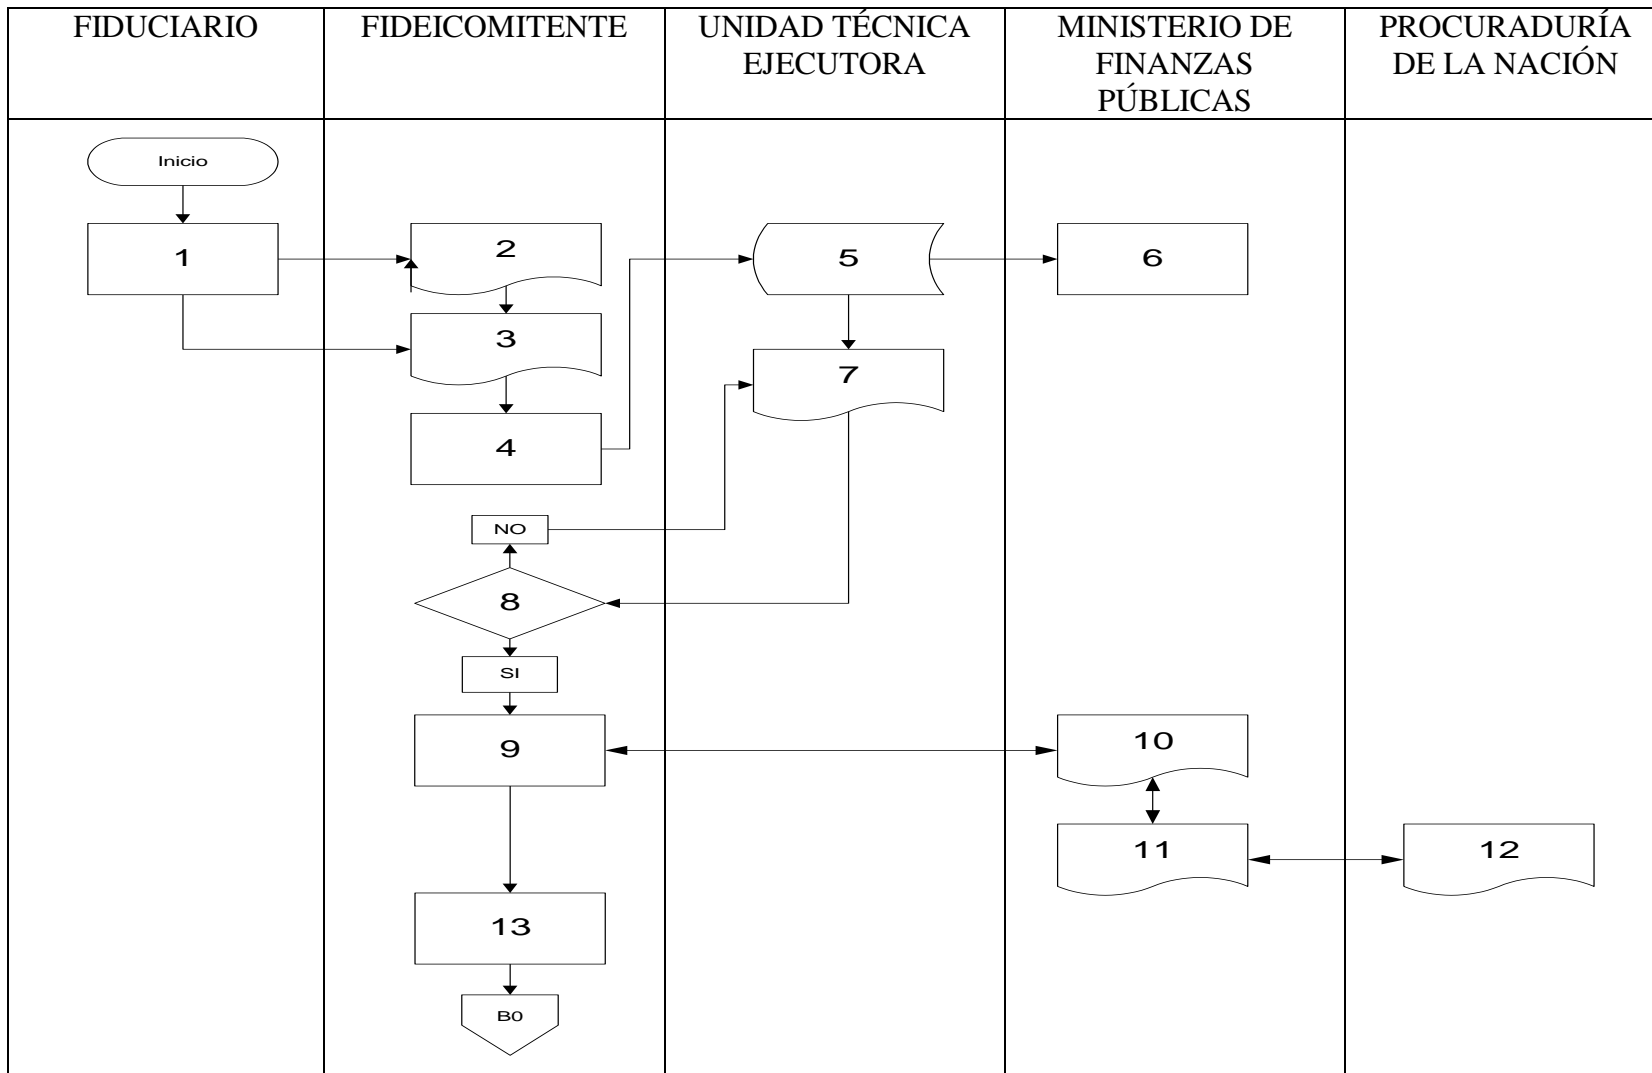 FIDUCIARIO
FIDEICOMITENTE
UNIDAD TÉCNICA
EJECUTORA
MINISTERIO DE
FINANZAS
PÚBLICAS
PROCURADURÍA
DE LA NACIÓN
Inicio
1
2
5
6
3
7
4
NO
8
SI
9
10
11
12
13
B0